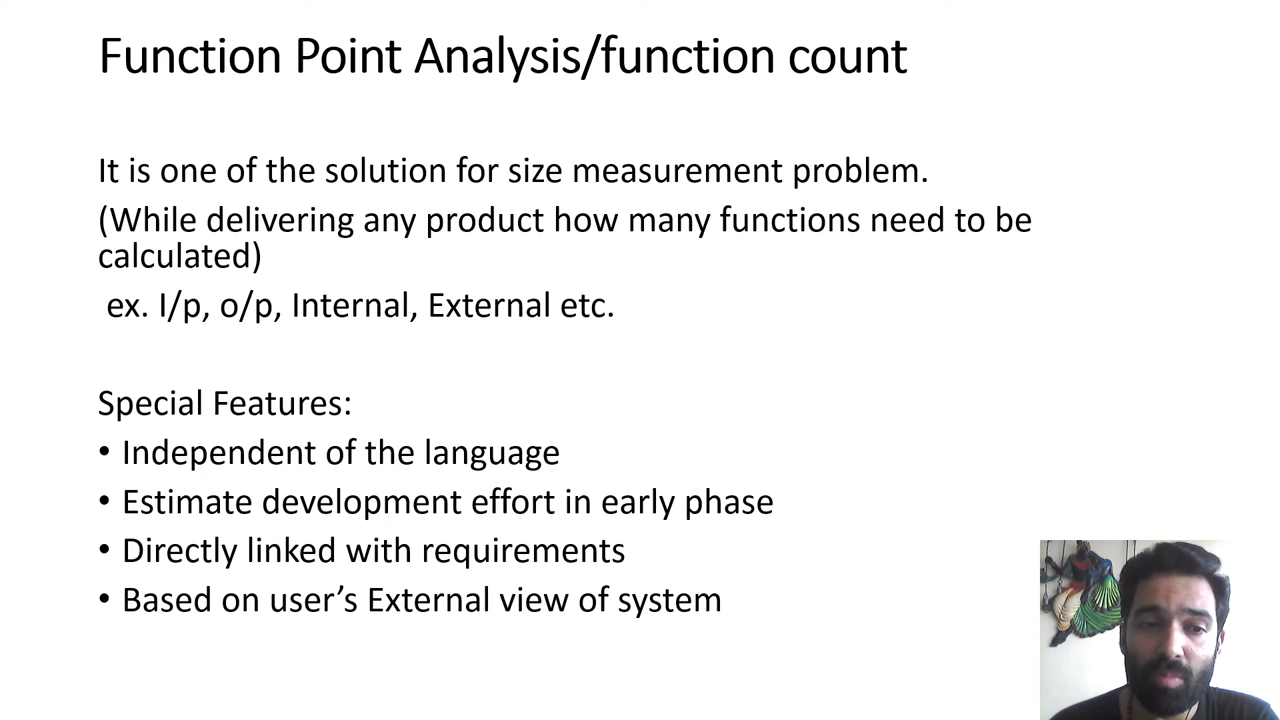 Function Point Analysis/function count
It is one of the solution for size measurement problem.
(While delivering any product how many functions need to be
calculated)
ex. I/p, o/p, Internal, External etc.
Special Features:
• Independent of the language
• Estimate development effort in early phase
• Directly linked with requirements
• Based on user’s External view of system